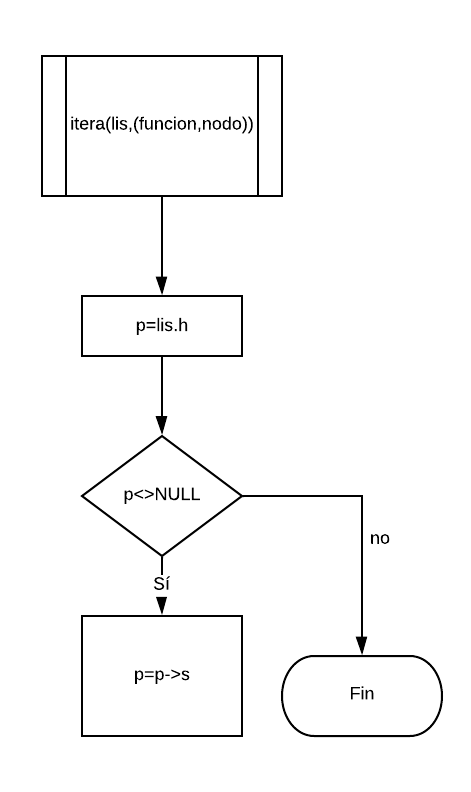 itera(lis,(funcion,nodo))
p=lis.h
p<>NULL
no
Sí
p=p->s
Fin